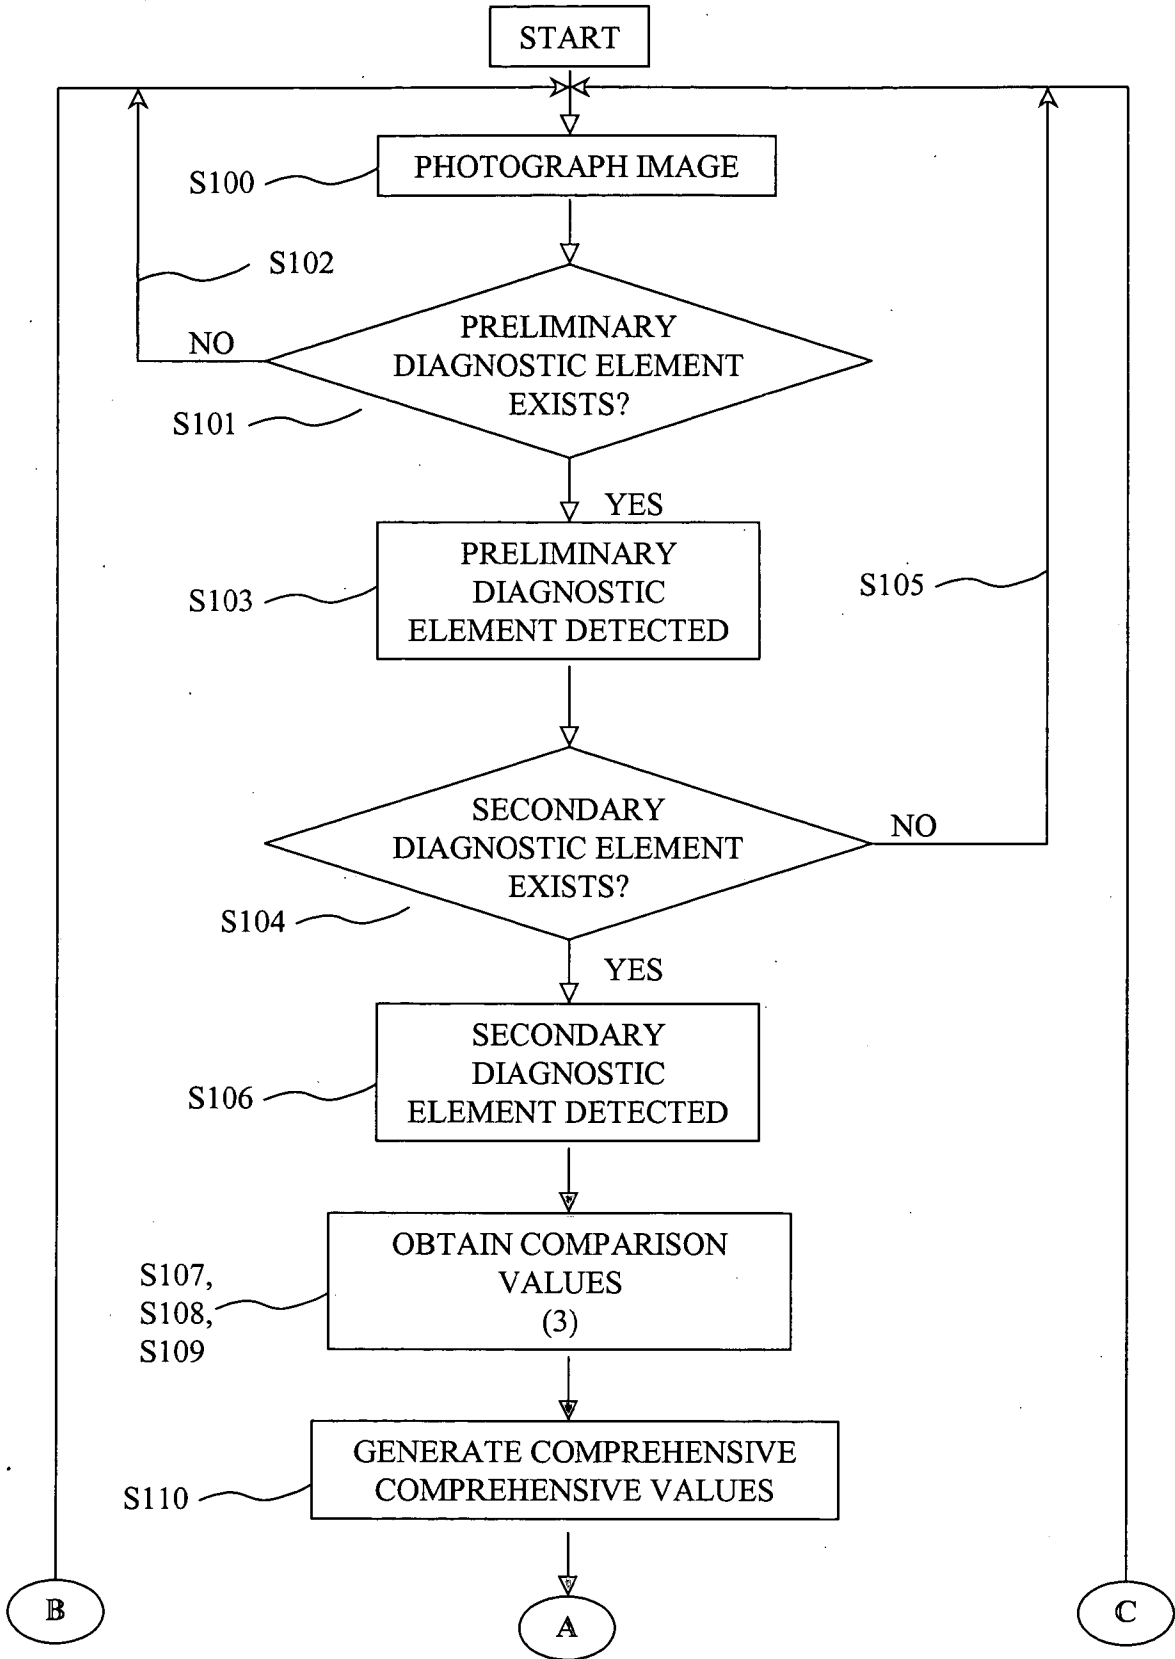 START
PHOTOGRAPH IMAGE
S100
S102
PRELIMINARY
DIAGNOSTIC ELEMENT
EXISTS?
NO
S101
YES
PRELIMINARY
DIAGNOSTIC
ELEMENT DETECTED
S103
S105
SECONDARY
DIAGNOSTIC ELEMENT
EXISTS?
NO
S104
YES
SECONDARY
DIAGNOSTIC
ELEMENT DETECTED
S106
OBTAIN COMPARISON
VALUES
(3)
S107,
S108,
S109
GENERATE COMPREHENSIVE
COMPREHENSIVE VALUES
S110
B
A
C